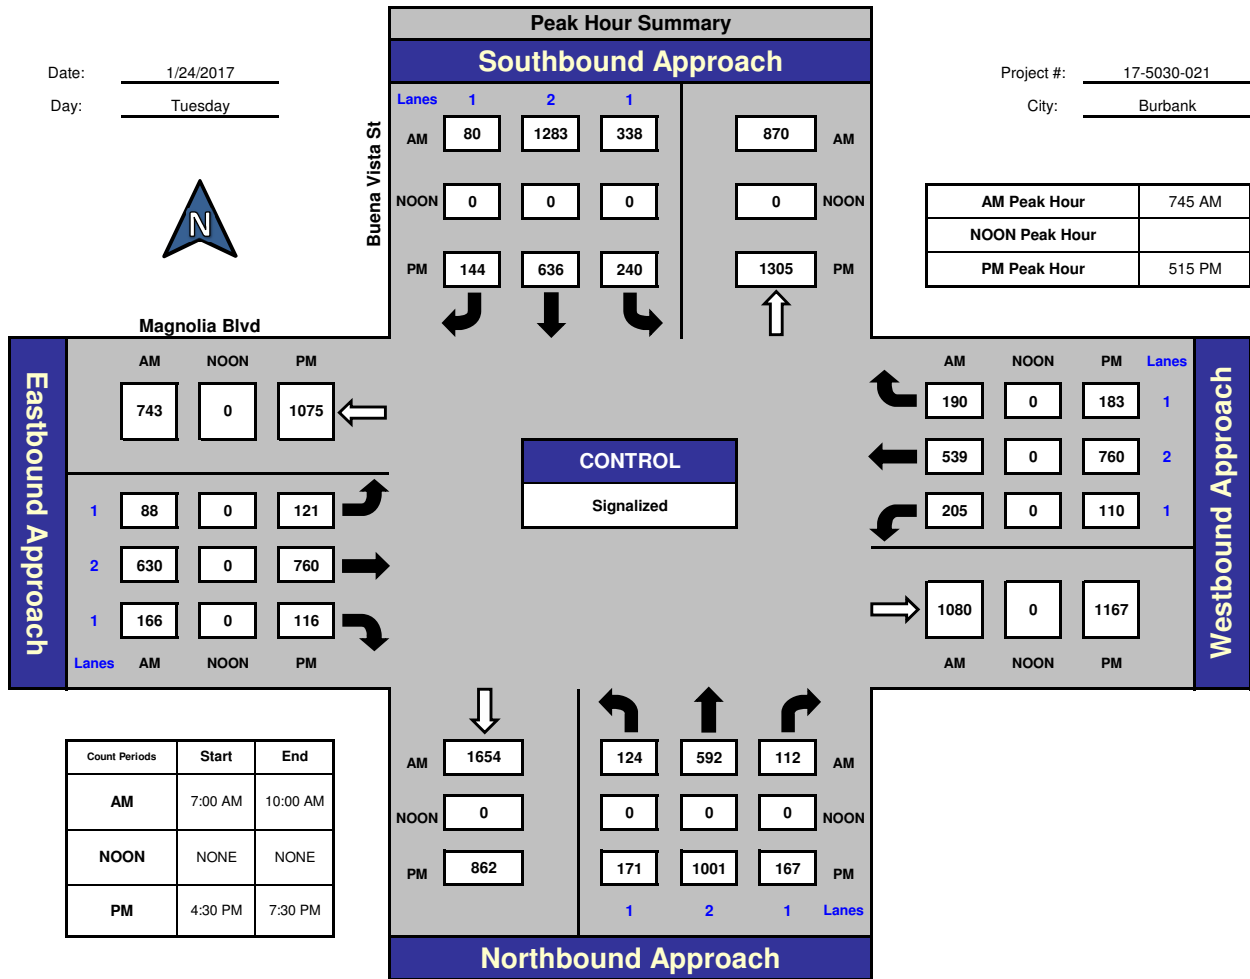 Peak Hour Summary
Southbound Approach
Date: 1/24/2017
Day: Tuesday
Project #: 17-5030-021
City: Burbank
Buena Vista St
Lanes 1 2 1
AM 80 1283 338 870 AM
NOON 0 0 0 0 NOON
PM 144 636 240 1305 PM
N
AM Peak Hour 745 AM
NOON Peak Hour
PM Peak Hour 515 PM
Magnolia Blvd
Eastbound Approach
AM NOON PM
743 0 1075
1 88 0 121
2 630 0 760
1 166 0 116
Lanes AM NOON PM
CONTROL
Signalized
AM NOON PM Lanes
190 0 183 1
539 0 760 2
205 0 110 1
1080 0 1167
AM NOON PM
Westbound Approach
Count Periods Start End
AM 7:00 AM 10:00 AM
NOON NONE NONE
PM 4:30 PM 7:30 PM
AM 1654 124 592 112 AM
NOON 0 0 0 0 NOON
PM 862 171 1001 167 PM
1 2 1 Lanes
Northbound Approach